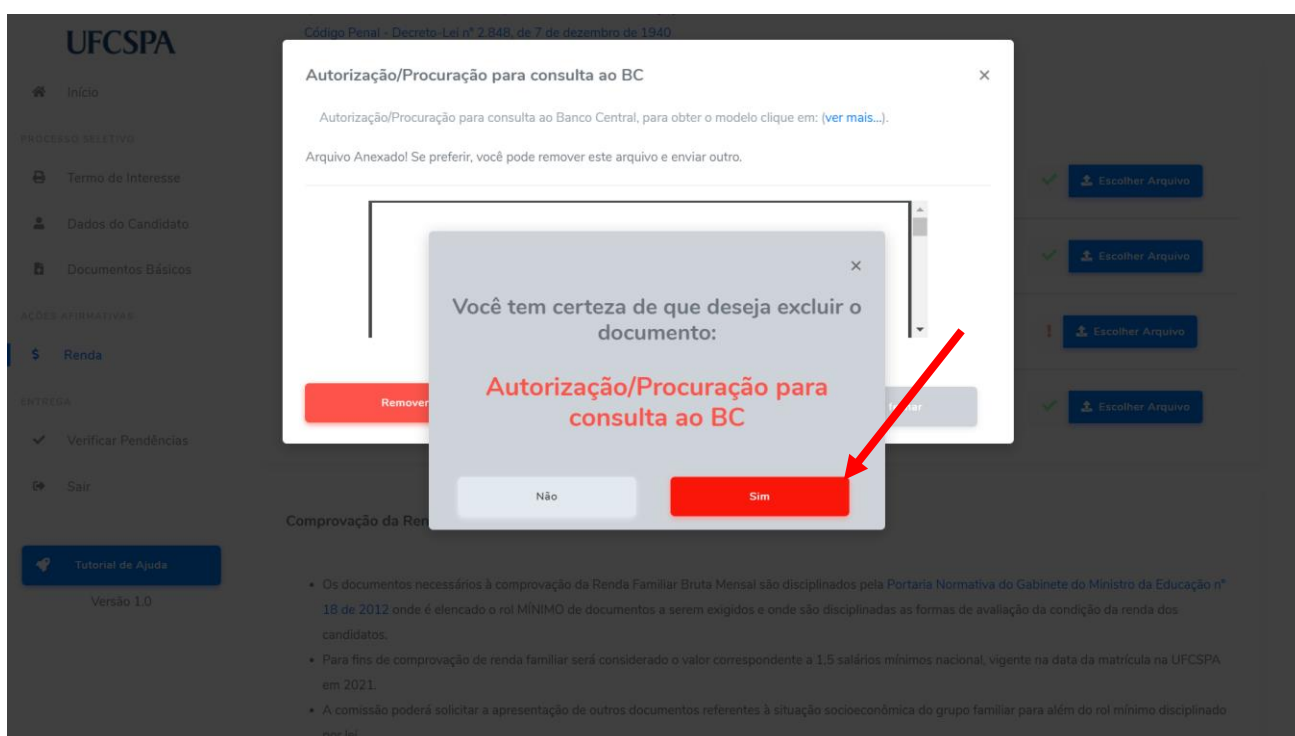 UFCSPA
Código Penal - Decreto-Lei n° 2.848, de 7 de dezembro de 1940
Início
PROCESSO SELETIVO
Termo de Interesse
Dados do Candidato
Documentos Básicos
AÇÕES AFIRMATIVAS
Renda
ENTREGA
Verificar Pendências
Sair
Tutorial de Ajuda
Versão 1.0
Autorização/Procuração para consulta ao BC
×
Autorização/Procuração para consulta ao Banco Central, para obter o modelo clique em: (ver mais...).
Arquivo Anexado! Se preferir, você pode remover este arquivo e enviar outro.
Escolher Arquivo
Escolher Arquivo
! Escolher Arquivo
Escolher Arquivo
Remover
×
Você tem certeza de que deseja excluir o
documento:
Autorização/Procuração para
consulta ao BC
Não
Sim
Comprovação da Ren
• Os documentos necessários à comprovação da Renda Familiar Bruta Mensal são disciplinados pela Portaria Normativa do Gabinete do Ministro da Educação n°
18 de 2012 onde é elencado o rol MÍNIMO de documentos a serem exigidos e onde são disciplinadas as formas de avaliação da condição da renda dos
candidatos.
• Para fins de comprovação de renda familiar será considerado o valor correspondente a 1,5 salários mínimos nacional, vigente na data da matrícula na UFCSPA
em 2021.
• A comissão poderá solicitar a apresentação de outros documentos referentes à situação socioeconômica do grupo familiar para além do rol mínimo disciplinado
por lei.